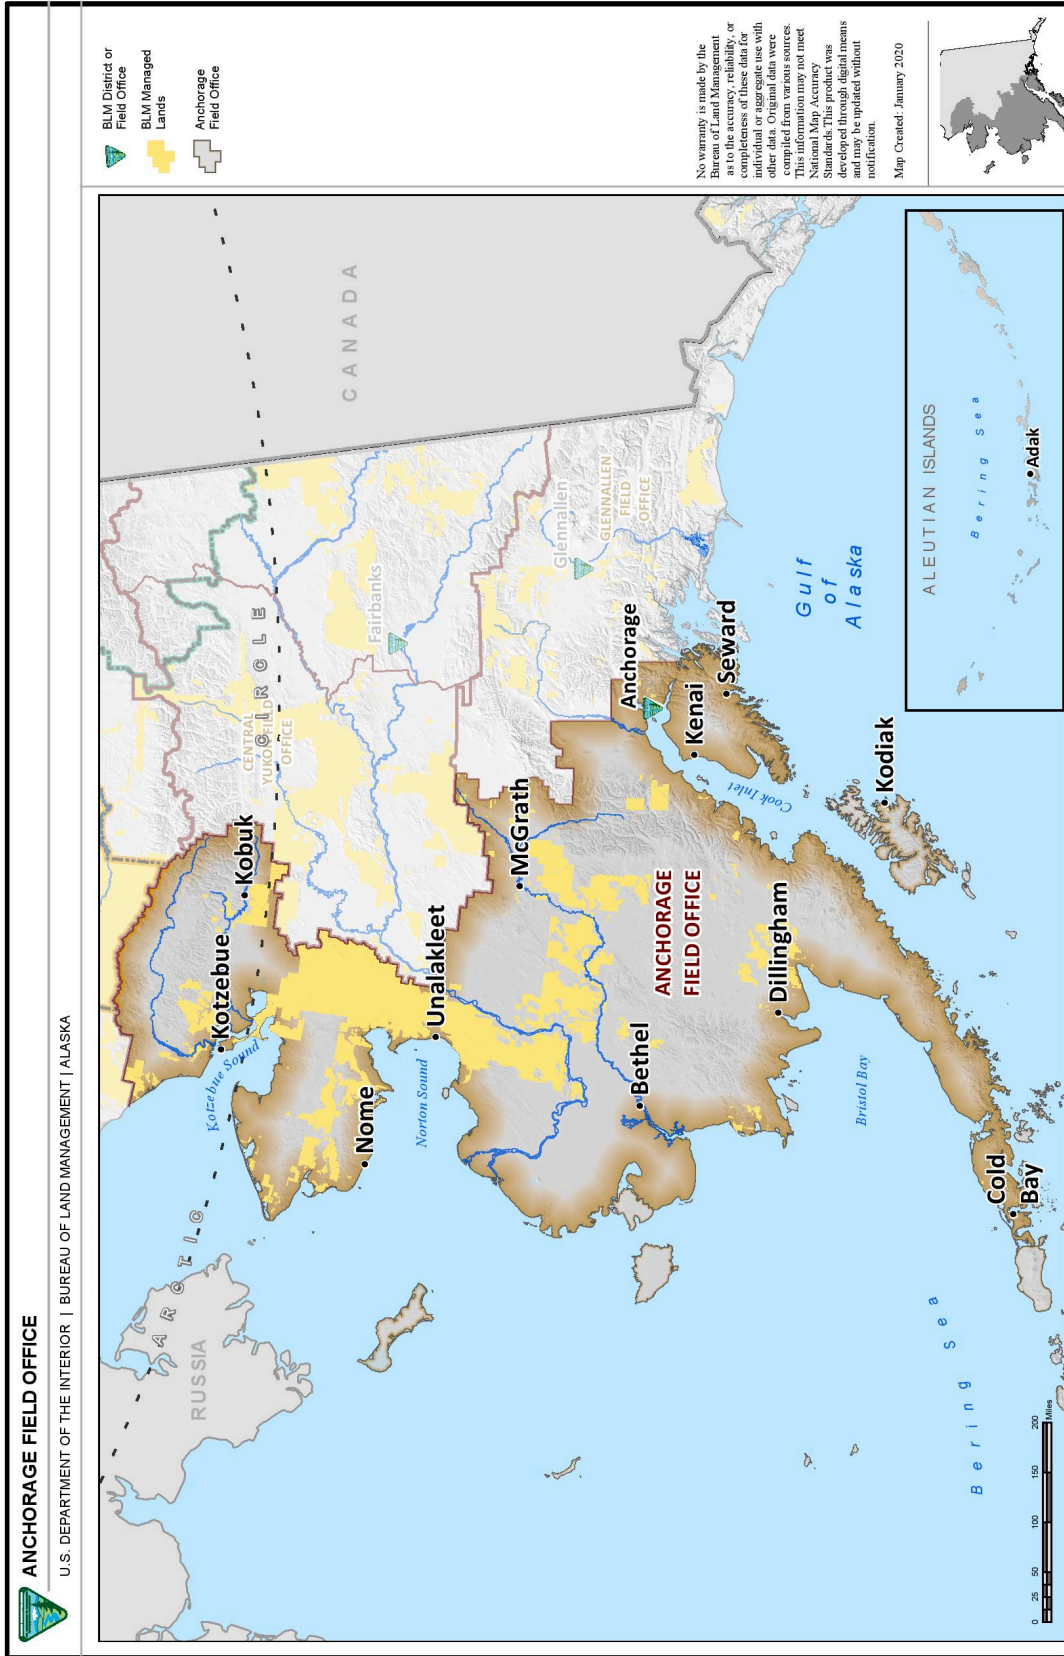 ANCHORAGE FIELD OFFICE
U.S. DEPARTMENT OF THE INTERIOR | BUREAU OF LAND MANAGEMENT | ALASKA
BLM District or
Field Office
BLM Managed
Lands
Anchorage
Field Office
No warranty is made by the
Bureau of Land Management
as to the accuracy, reliability, or
completeness of these data for
individual or aggregate use with
other data. Original data were
compiled from various sources.
This information may not meet
National Map Accuracy
Standards. This product was
developed through digital means
and may be updated without
notification.
Map Created: January 2020
RUSSIA
ARCTIC
CIRCLE
CANADA
Kotzebue Sound
Kotzebue
Kobuk
CENTRAL
YUKON FIELD
OFFICE
Fairbanks
Nome
Norton Sound
Unalakleet
McGrath
Glennallen
GLENNALLEN
FIELD
OFFICE
Anchorage
Kenai
Seward
Bethel
ANCHORAGE
FIELD OFFICE
Cook Inlet
Dillingham
Bristol Bay
Kodiak
Gulf
of
Alaska
Cold
Bay
Bering Sea
ALEUTIAN ISLANDS
Bering Sea
Adak
0 25 50 100 150 200
Miles